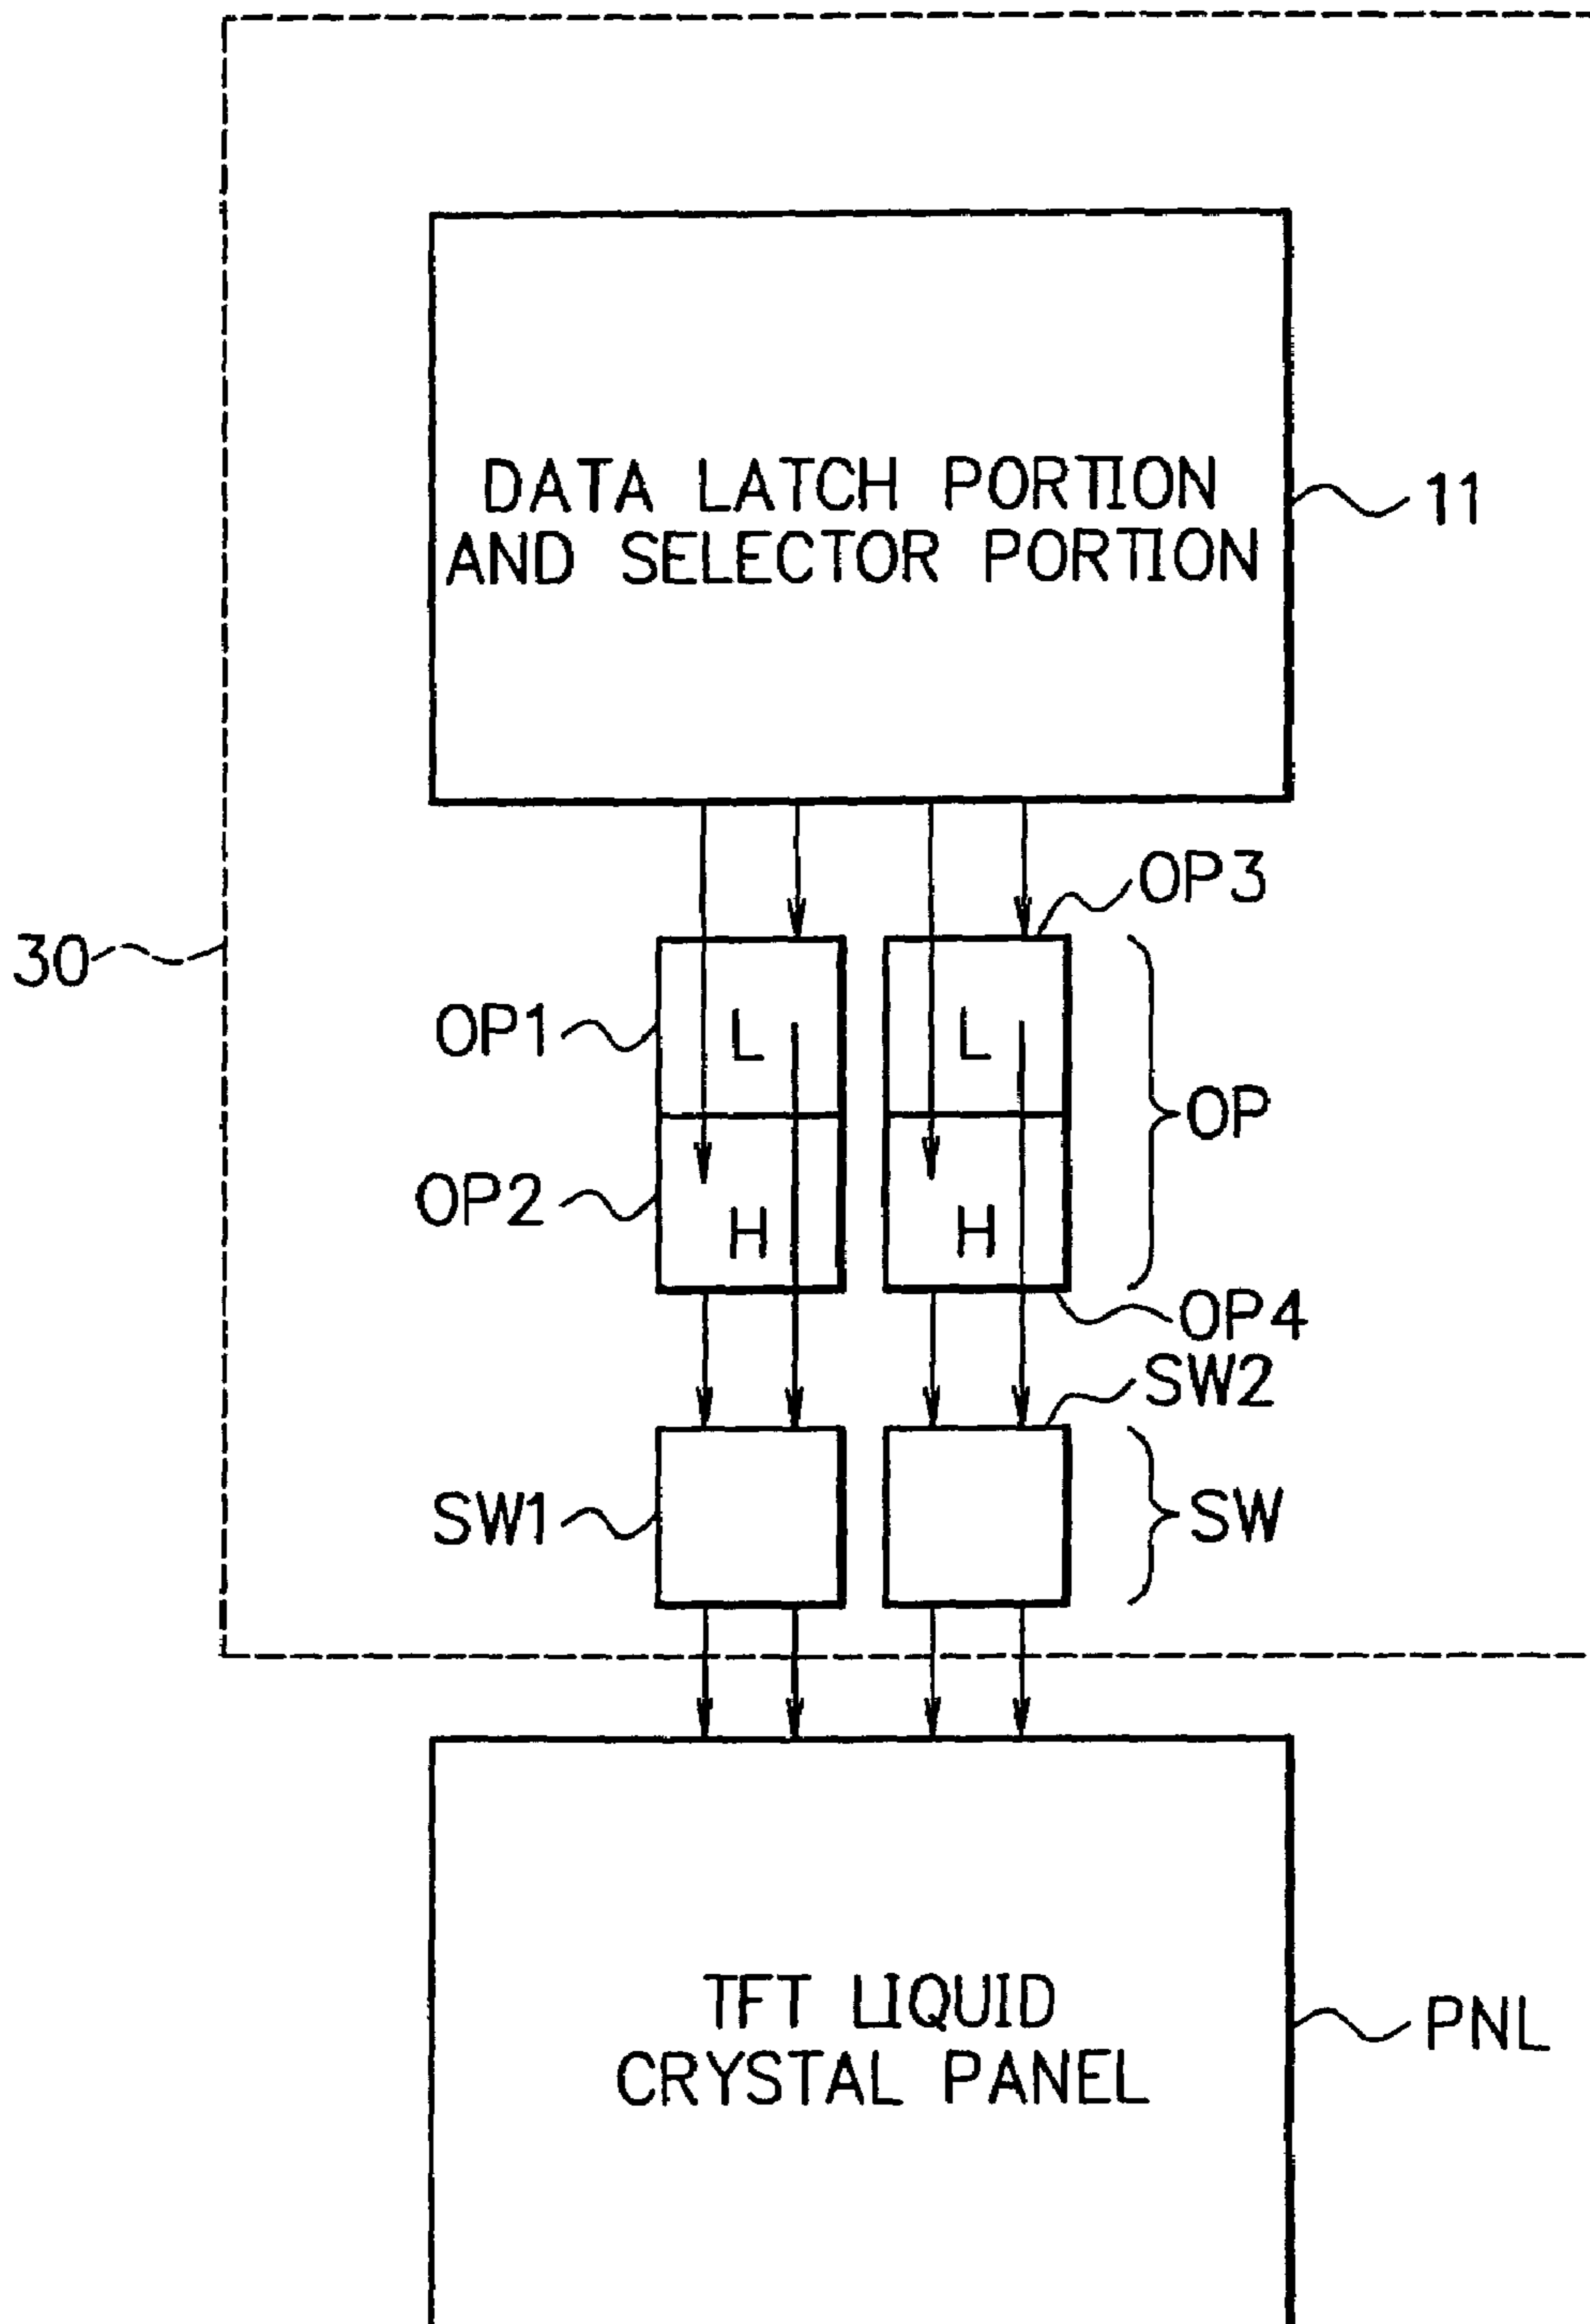 DATA LATCH PORTION
AND SELECTOR PORTION
11
OP3
30
OP1
L
L
OP
OP2
H
H
OP4
SW2
SW1
SW
TFT LIQUID
CRYSTAL PANEL
PNL